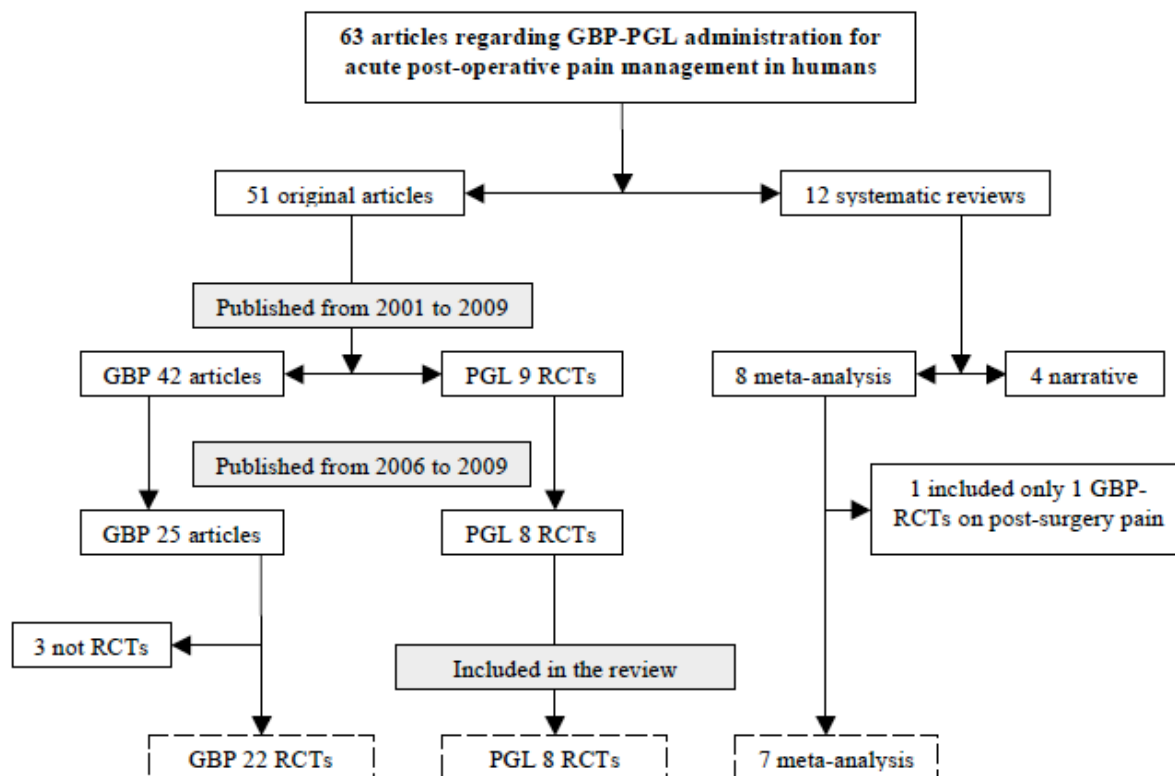 63 articles regarding GBP-PGL administration for
acute post-operative pain management in humans
51 original articles
12 systematic reviews
Published from 2001 to 2009
GBP 42 articles
PGL 9 RCTs
8 meta-analysis
4 narrative
Published from 2006 to 2009
1 included only 1 GBP-
RCTs on post-surgery pain
GBP 25 articles
PGL 8 RCTs
3 not RCTs
Included in the review
GBP 22 RCTs
PGL 8 RCTs
7 meta-analysis